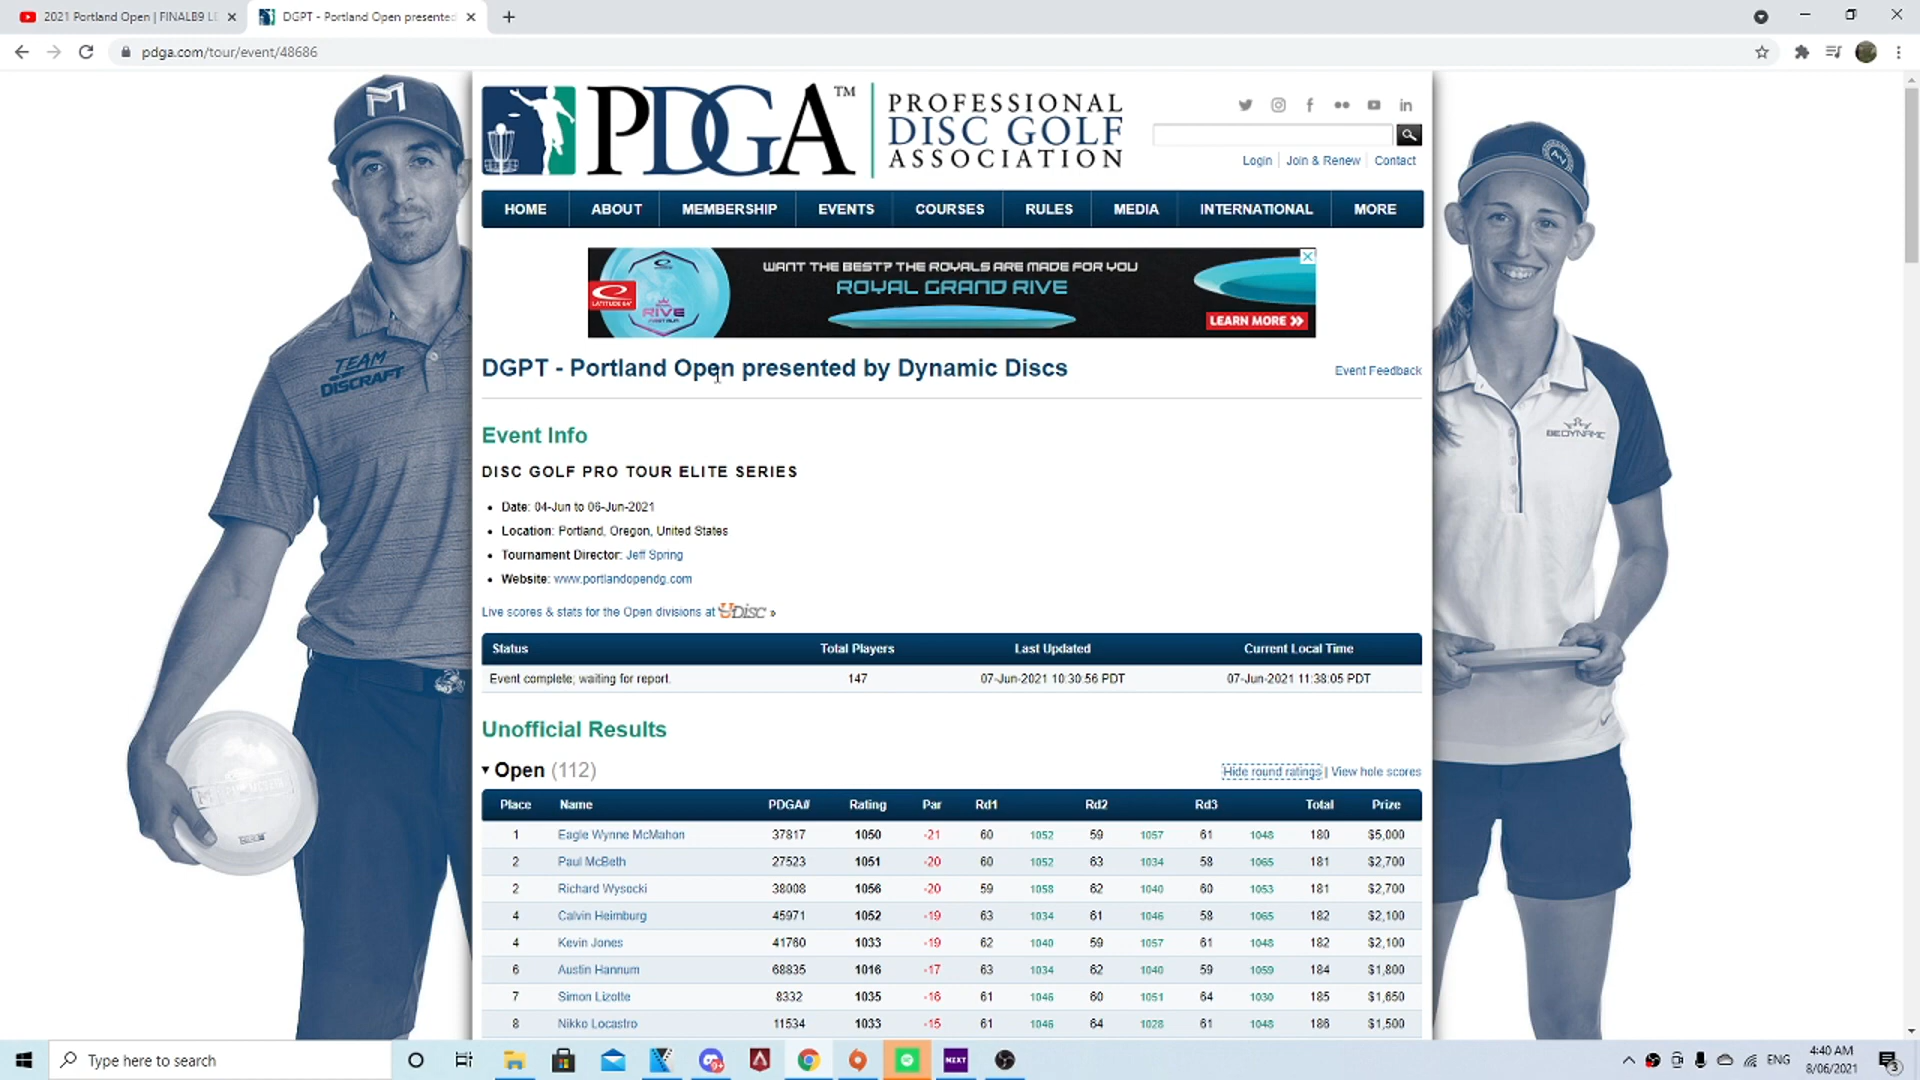 2021 Portland Open | FINALB9 LE
DGPT - Portland Open presented
pdga.com/tour/event/48686
PDGA™
PROFESSIONAL
DISC GOLF
ASSOCIATION
Login Join & Renew Contact
HOME ABOUT MEMBERSHIP EVENTS COURSES RULES MEDIA INTERNATIONAL MORE
WANT THE BEST? THE ROYALS ARE MADE FOR YOU
ROYAL GRAND RIVE
LATITUDE 64°
RIVE
LEARN MORE »
TEAM
DISCRAFT
BE DYNAMIC
DGPT - Portland Open presented by Dynamic Discs
Event Feedback
Event Info
DISC GOLF PRO TOUR ELITE SERIES
• Date: 04-Jun to 06-Jun-2021
• Location: Portland, Oregon, United States
• Tournament Director: Jeff Spring
• Website: www.portlandopendg.com
Live scores & stats for the Open divisions at UDisc »
Status Total Players Last Updated Current Local Time
Event complete; waiting for report. 147 07-Jun-2021 10:30:56 PDT 07-Jun-2021 11:38:05 PDT
Unofficial Results
Open (112)
Hide round ratings | View hole scores
Place Name PDGA# Rating Par Rd1 Rd2 Rd3 Total Prize
1 Eagle Wynne McMahon 37817 1050 -21 60 1052 59 1057 61 1048 180 $5,000
2 Paul McBeth 27523 1051 -20 60 1052 63 1034 58 1065 181 $2,700
2 Richard Wysocki 38008 1056 -20 59 1058 62 1040 60 1053 181 $2,700
4 Calvin Heimburg 45971 1052 -19 63 1034 61 1046 58 1065 182 $2,100
4 Kevin Jones 41760 1033 -19 62 1040 59 1057 61 1048 182 $2,100
6 Austin Hannum 68835 1016 -17 63 1034 62 1040 59 1059 184 $1,800
7 Simon Lizotte 8332 1035 -16 61 1046 60 1051 64 1030 185 $1,650
8 Nikko Locastro 11534 1033 -15 61 1046 64 1028 61 1048 186 $1,500
Type here to search
NIXT
ENG
4:40 AM
8/06/2021
3